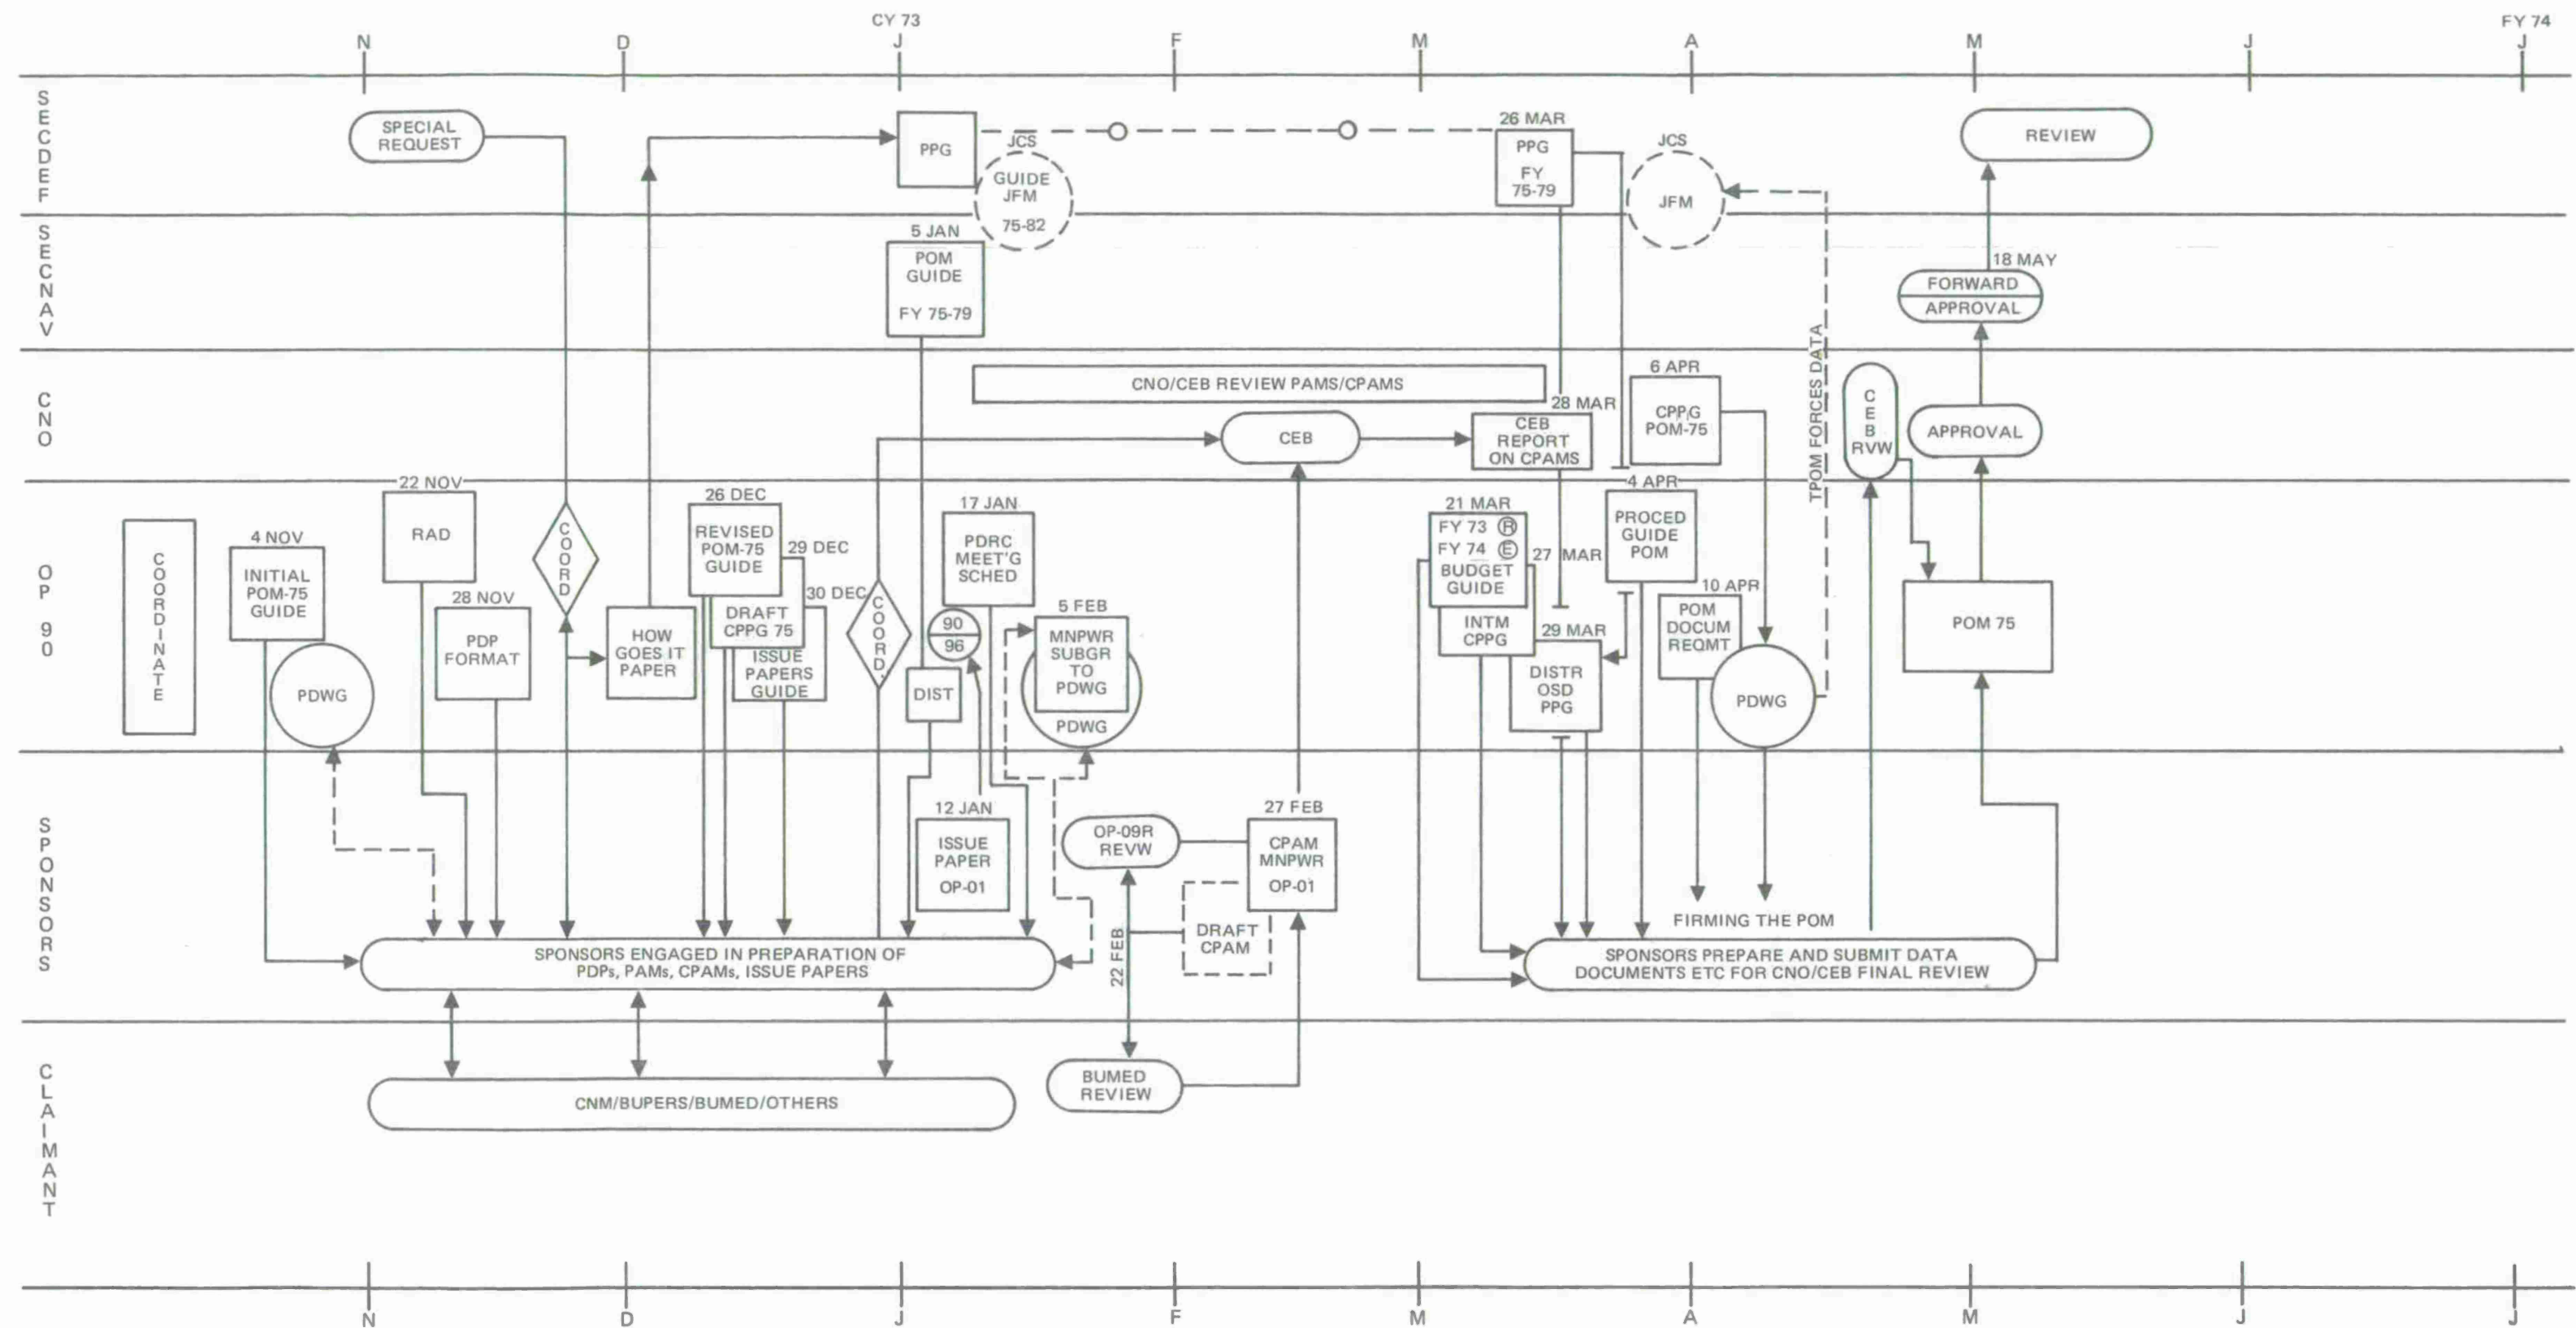 CY 73
FY 74
N
D
J
F
M
A
M
J
J
SECDEF
SPECIAL
REQUEST
PPG
JCS
GUIDE
JFM
75-82
26 MAR
PPG
FY
75-79
JCS
JFM
REVIEW
SECNAV
5 JAN
POM
GUIDE
FY 75-79
18 MAY
FORWARD
APPROVAL
TPOM FORCES DATA
CNO
CNO/CEB REVIEW PAMS/CPAMS
CEB
28 MAR
CEB
REPORT
ON CPAMS
6 APR
CPPG
POM-75
CEB
RVW
APPROVAL
OP 90
COORDINATE
4 NOV
INITIAL
POM-75
GUIDE
PDWG
22 NOV
RAD
28 NOV
PDP
FORMAT
COORD
HOW
GOES IT
PAPER
26 DEC
REVISED
POM-75
GUIDE
29 DEC
DRAFT
CPPG 75
30 DEC
ISSUE
PAPERS
GUIDE
COORD.
90
96
DIST
17 JAN
PDRC
MEET'G
SCHED
5 FEB
MNPWR
SUBGR
TO
PDWG
PDWG
21 MAR
FY 73 R
FY 74 E
BUDGET
GUIDE
27 MAR
INTM
CPPG
29 MAR
DISTR
OSD
PPG
4 APR
PROCED
GUIDE
POM
10 APR
POM
DOCUM
REQMT
PDWG
POM 75
SPONSORS
12 JAN
ISSUE
PAPER
OP-01
OP-09R
REVW
27 FEB
CPAM
MNPWR
OP-01
DRAFT
CPAM
22 FEB
FIRMING THE POM
SPONSORS ENGAGED IN PREPARATION OF
PDPs, PAMs, CPAMs, ISSUE PAPERS
SPONSORS PREPARE AND SUBMIT DATA
DOCUMENTS ETC FOR CNO/CEB FINAL REVIEW
CLAIMANT
CNM/BUPERS/BUMED/OTHERS
BUMED
REVIEW
N
D
J
F
M
A
M
J
J